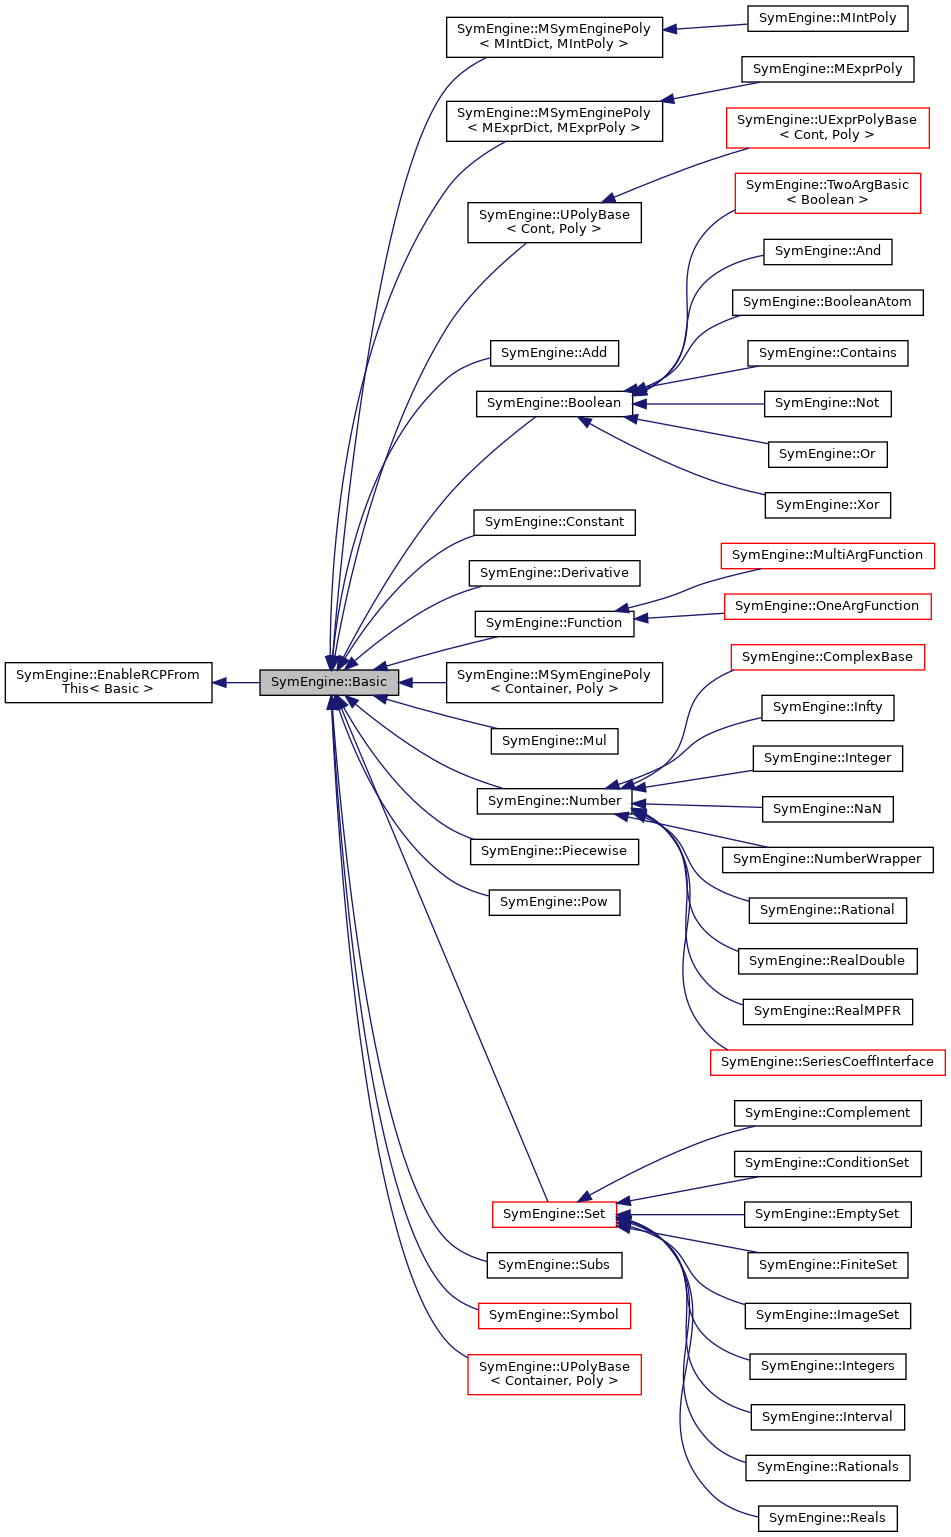 SymEngine::EnableRCPFrom
This< Basic >
SymEngine::Basic
SymEngine::MSymEnginePoly
< MIntDict, MIntPoly >
SymEngine::MSymEnginePoly
< MExprDict, MExprPoly >
SymEngine::UPolyBase
< Cont, Poly >
SymEngine::Add
SymEngine::Boolean
SymEngine::Constant
SymEngine::Derivative
SymEngine::Function
SymEngine::MSymEnginePoly
< Container, Poly >
SymEngine::Mul
SymEngine::Number
SymEngine::Piecewise
SymEngine::Pow
SymEngine::Set
SymEngine::Subs
SymEngine::Symbol
SymEngine::UPolyBase
< Container, Poly >
SymEngine::MIntPoly
SymEngine::MExprPoly
SymEngine::UExprPolyBase
< Cont, Poly >
SymEngine::TwoArgBasic
< Boolean >
SymEngine::And
SymEngine::BooleanAtom
SymEngine::Contains
SymEngine::Not
SymEngine::Or
SymEngine::Xor
SymEngine::MultiArgFunction
SymEngine::OneArgFunction
SymEngine::ComplexBase
SymEngine::Infty
SymEngine::Integer
SymEngine::NaN
SymEngine::NumberWrapper
SymEngine::Rational
SymEngine::RealDouble
SymEngine::RealMPFR
SymEngine::SeriesCoeffInterface
SymEngine::Complement
SymEngine::ConditionSet
SymEngine::EmptySet
SymEngine::FiniteSet
SymEngine::ImageSet
SymEngine::Integers
SymEngine::Interval
SymEngine::Rationals
SymEngine::Reals